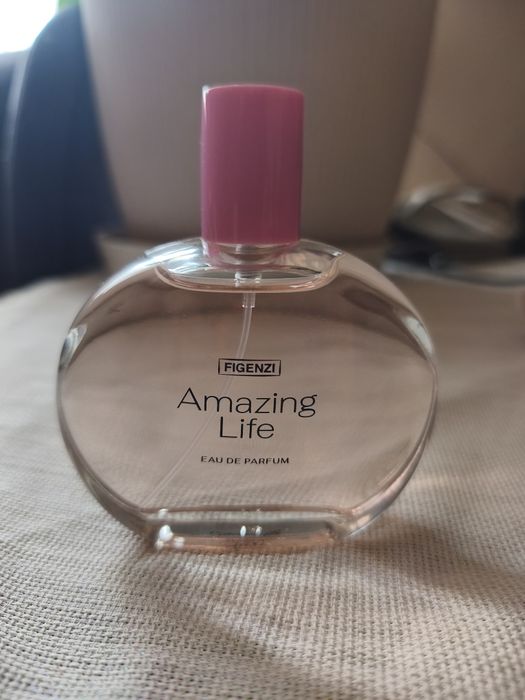 FIGENZI
Amazing
Life
EAU DE PARFUM